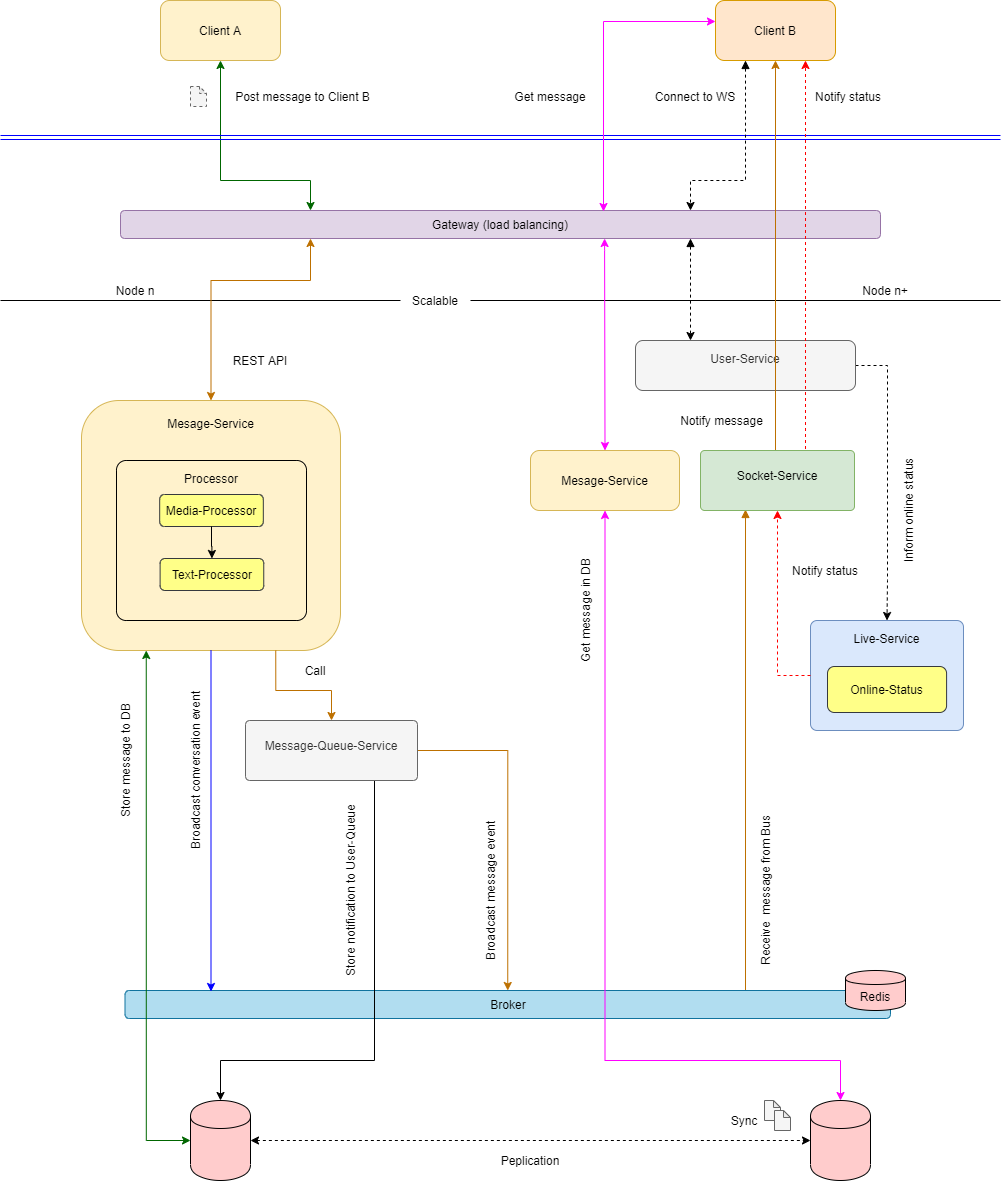 Client A
Client B
Post message to Client B
Get message
Connect to WS
Notify status
Gateway (load balancing)
Node n
Scalable
Node n+
REST API
User-Service
Mesage-Service
Notify message
Processor
Media-Processor
Text-Processor
Mesage-Service
Socket-Service
Inform online status
Get message in DB
Notify status
Live-Service
Online-Status
Call
Store message to DB
Broadcast conversation event
Message-Queue-Service
Store notification to User-Queue
Broadcast message event
Receive message from Bus
Broker
Redis
Sync
Peplication